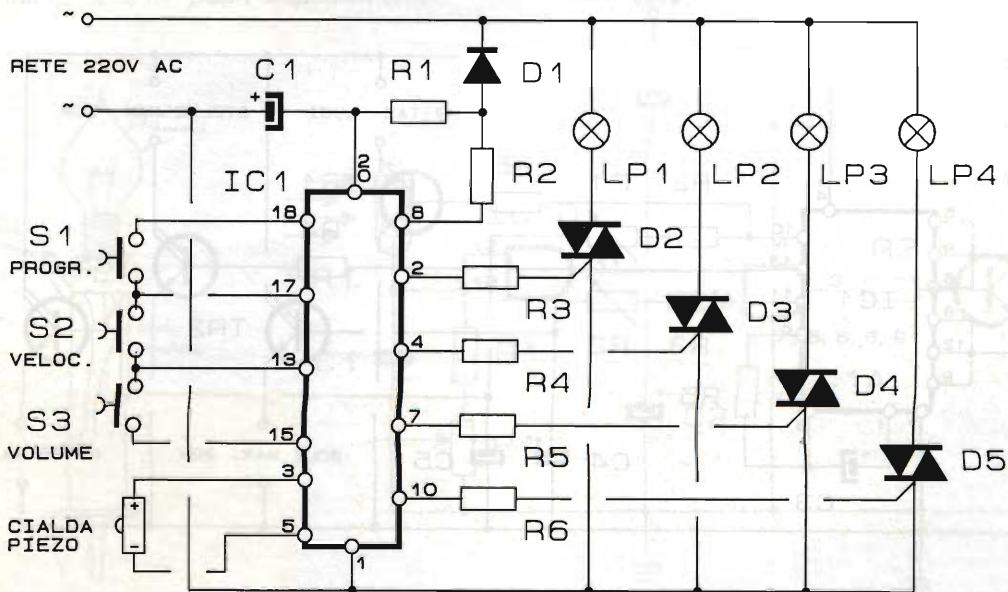 ~
RETE 220V AC
~
C1
+
R1
D1
R2
LP1
LP2
LP3
LP4
IC1
20
18
8
S1
PROGR.
17
2
R3
D2
S2
VELOC.
13
4
R4
D3
S3
VOLUME
15
7
R5
D4
3
10
R6
D5
CIALDA
PIEZO
+
-
5
1